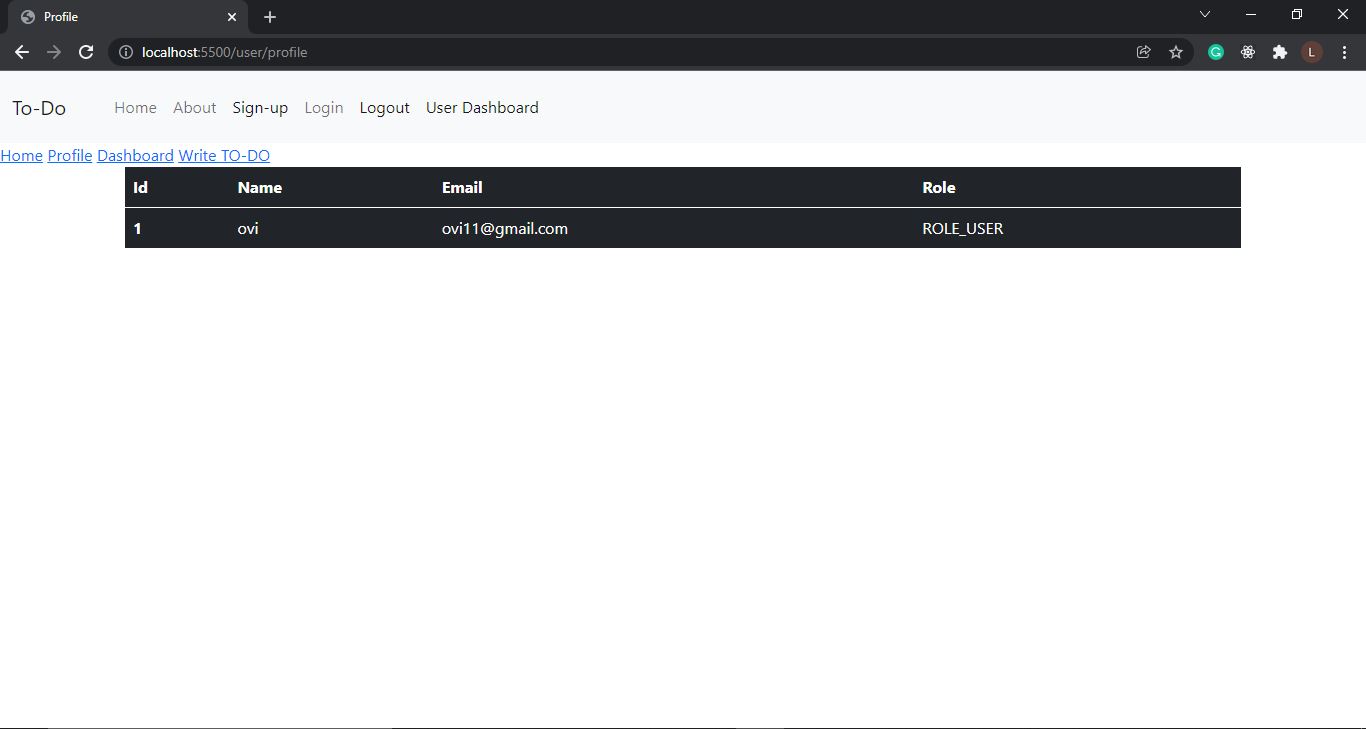 Profile
localhost:5500/user/profile
G
L
To-Do Home About Sign-up Login Logout User Dashboard
Home Profile Dashboard Write TO-DO
Id Name Email Role
1 ovi ovi11@gmail.com ROLE_USER